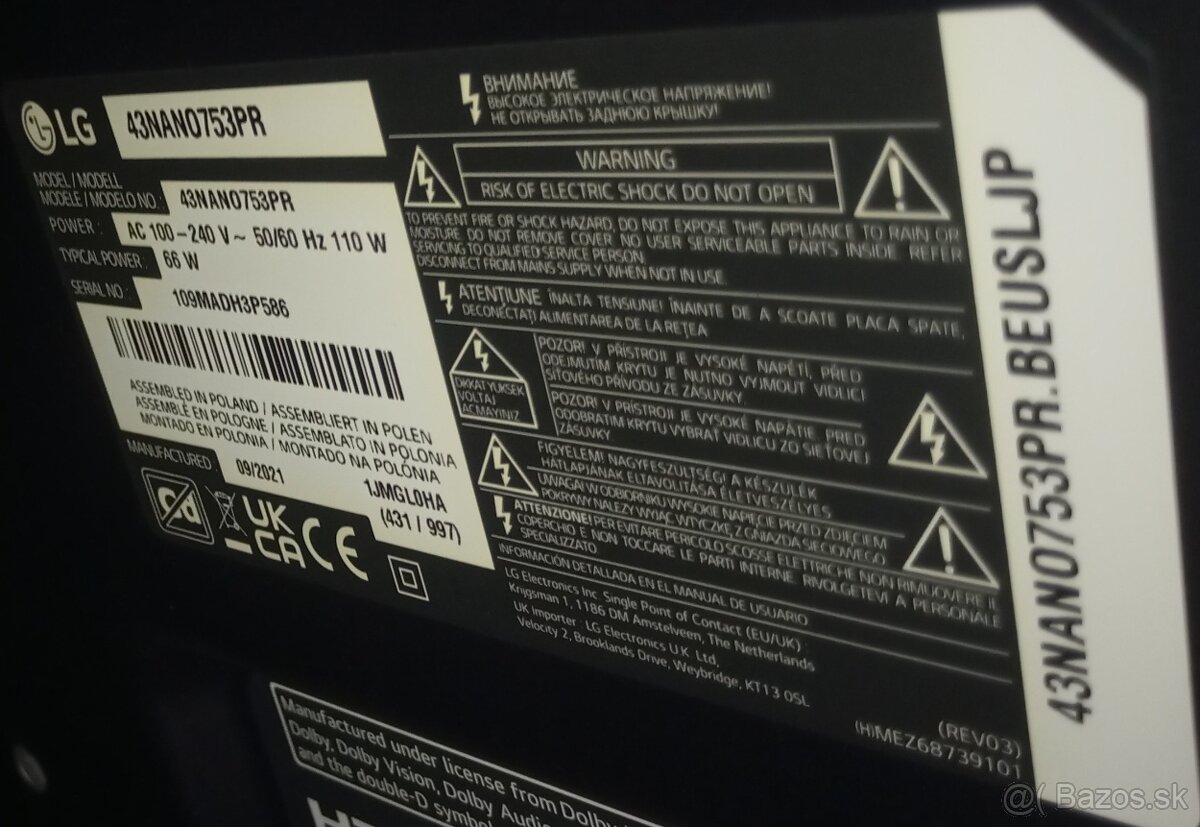 LG 43NANO753PR
MODEL / MODELL
MODELE / MODELO NO : 43NANO753PR
POWER : AC 100-240 V ~ 50/60 Hz 110 W
TYPICAL POWER : 66 W
SERIAL NO : 109MADH3P586
ASSEMBLED IN POLAND / ASSEMBLIERT IN POLEN
ASSEMBLÉ EN POLOGNE / ASSEMBLATO IN POLONIA
MONTADO EN POLONIA / MONTADO NA POLÔNIA
MANUFACTURED : 09/2021
1JMGL0HA
(431 / 997)
UK
CA CE
ВНИМАНИЕ
ВЫСОКОЕ ЭЛЕКТРИЧЕСКОЕ НАПРЯЖЕНИЕ!
НЕ ОТКРЫВАТЬ ЗАДНЮЮ КРЫШКУ!
WARNING
RISK OF ELECTRIC SHOCK DO NOT OPEN
TO PREVENT FIRE OR SHOCK HAZARD, DO NOT EXPOSE THIS APPLIANCE TO RAIN OR
MOISTURE. DO NOT REMOVE COVER. NO USER SERVICEABLE PARTS INSIDE REFER
SERVICING TO QUALIFIED SERVICE PERSON.
DISCONNECT FROM MAINS SUPPLY WHEN NOT IN USE.
ATENȚIUNE ÎNALTA TENSIUNE! ÎNAINTE DE A SCOATE PLACA SPATE,
DECONECTAȚI ALIMENTAREA DE LA REȚEA
DIKKAT YUKSEK
VOLTAJ
ACMAYINIZ
POZOR! V PŘÍSTROJI JE VYSOKÉ NAPĚTÍ, PŘED
ODEJMUTÍM KRYTU JE NUTNO VYJMOUT VIDLICI
SÍŤOVÉHO PŘÍVODU ZE ZÁSUVKY.
POZOR! V PRÍSTROJI JE VYSOKÉ NAPÄTIE, PRED
ODOBRATIM KRYTU VYBRAŤ VIDLICU ZO SIEŤOVEJ
ZÁSUVKY
FIGYELEM! NAGYFESZÜLTSÉG! A KÉSZÜLÉK
HÁTLAPJÁNAK ELTÁVOLÍTÁSA ÉLETVESZÉLYES
UWAGA! W ODBIORNIKU WYSOKIE NAPIĘCIE PRZED ZDJĘCIEM
POKRYWY NALEŻY WYJĄĆ WTYCZKĘ Z GNIAZDA SIECIOWEGO
ATTENZIONE! PER EVITARE PERICOLO SCOSSE ELETTRICHE NON RIMUOVERE IL
COPERCHIO E NON TOCCARE LE PARTI INTERNE RIVOLGETEVI A PERSONALE
SPECIALIZZATO
INFORMACIÓN DETALLADA EN EL MANUAL DE USUARIO
LG Electronics Inc. Single Point of Contact (EU/UK) :
Krijgsman 1, 1186 DM Amstelveen, The Netherlands
UK Importer : LG Electronics U.K. Ltd,
Velocity 2, Brooklands Drive, Weybridge, KT13 0SL
(REV03)
(H)MEZ68739101
43NANO753PR.BEUSLJP
Manufactured under license from Dolby
Dolby, Dolby Vision, Dolby Audio
and the double-D symbol
@( Bazos.sk